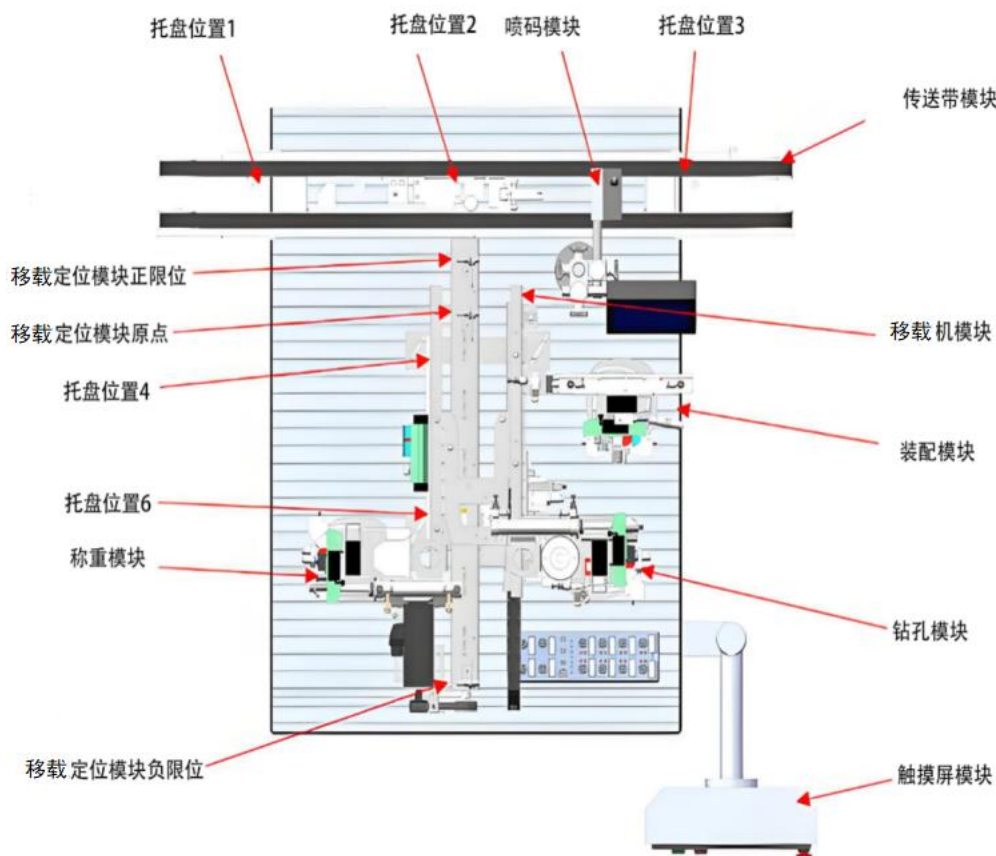 托盘位置1
托盘位置2
喷码模块
托盘位置3
传送带模块
移载定位模块正限位
移载定位模块原点
移载机模块
托盘位置4
装配模块
托盘位置6
称重模块
钻孔模块
移载定位模块负限位
触摸屏模块